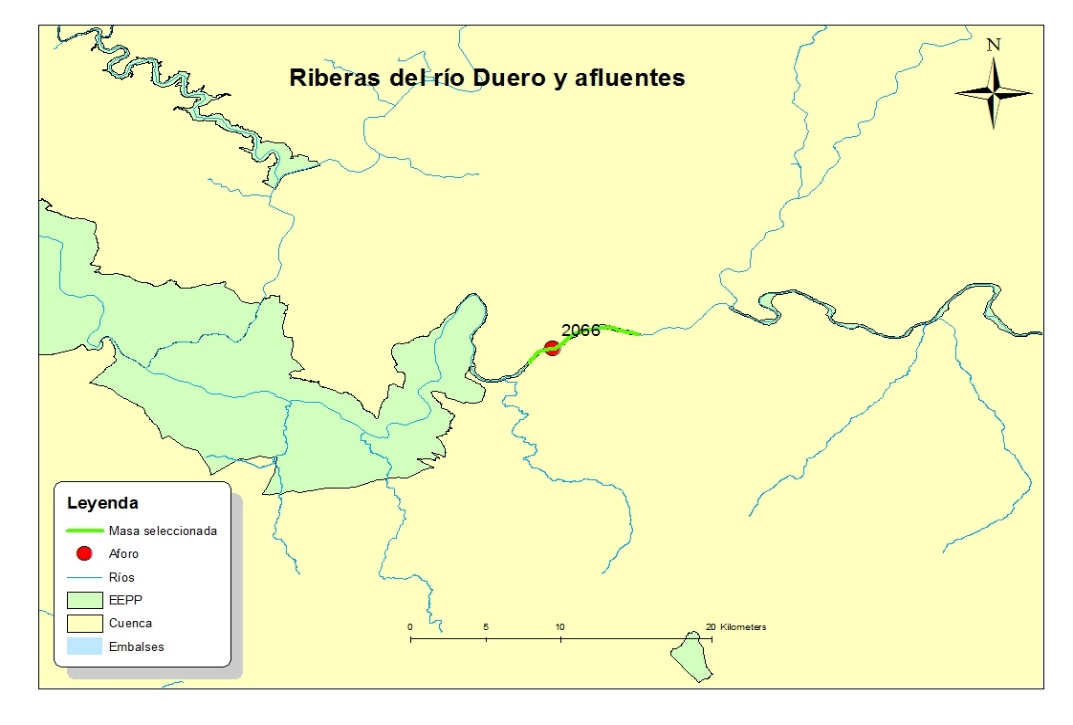 N
Riberas del río Duero y afluentes
2066
Leyenda
Masa seleccionada
Aforo
Ríos
EEPP
Cuenca
Embalses
0 5 10 20 Kilometers